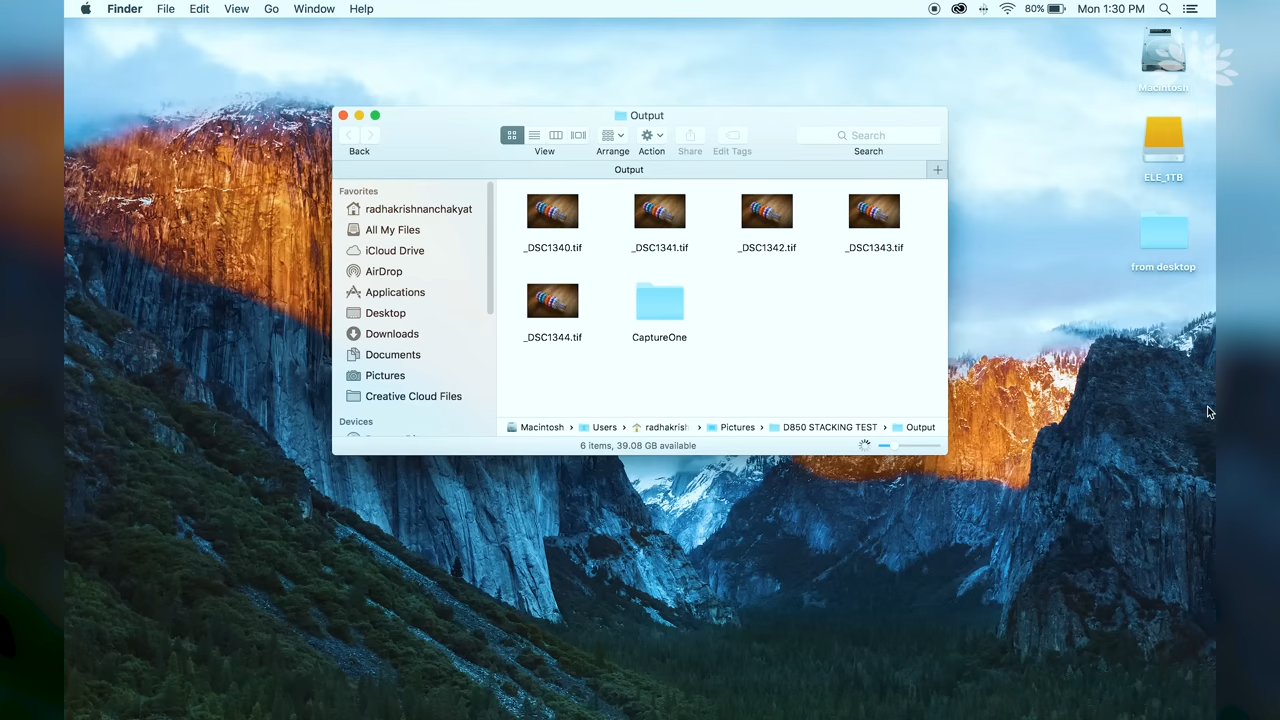 Finder File Edit View Go Window Help 80% Mon 1:30 PM
Macintosh
ELE_1TB
from desktop
Output
Search
Back View Arrange Action Share Edit Tags Search
Output
Favorites
radhakrishnanchakyat
All My Files
iCloud Drive
AirDrop
Applications
Desktop
Downloads
Documents
Pictures
Creative Cloud Files
Devices
_DSC1340.tif _DSC1341.tif _DSC1342.tif _DSC1343.tif
_DSC1344.tif CaptureOne
Macintosh › Users › radhakrish › Pictures › D850 STACKING TEST › Output
6 items, 39.08 GB available